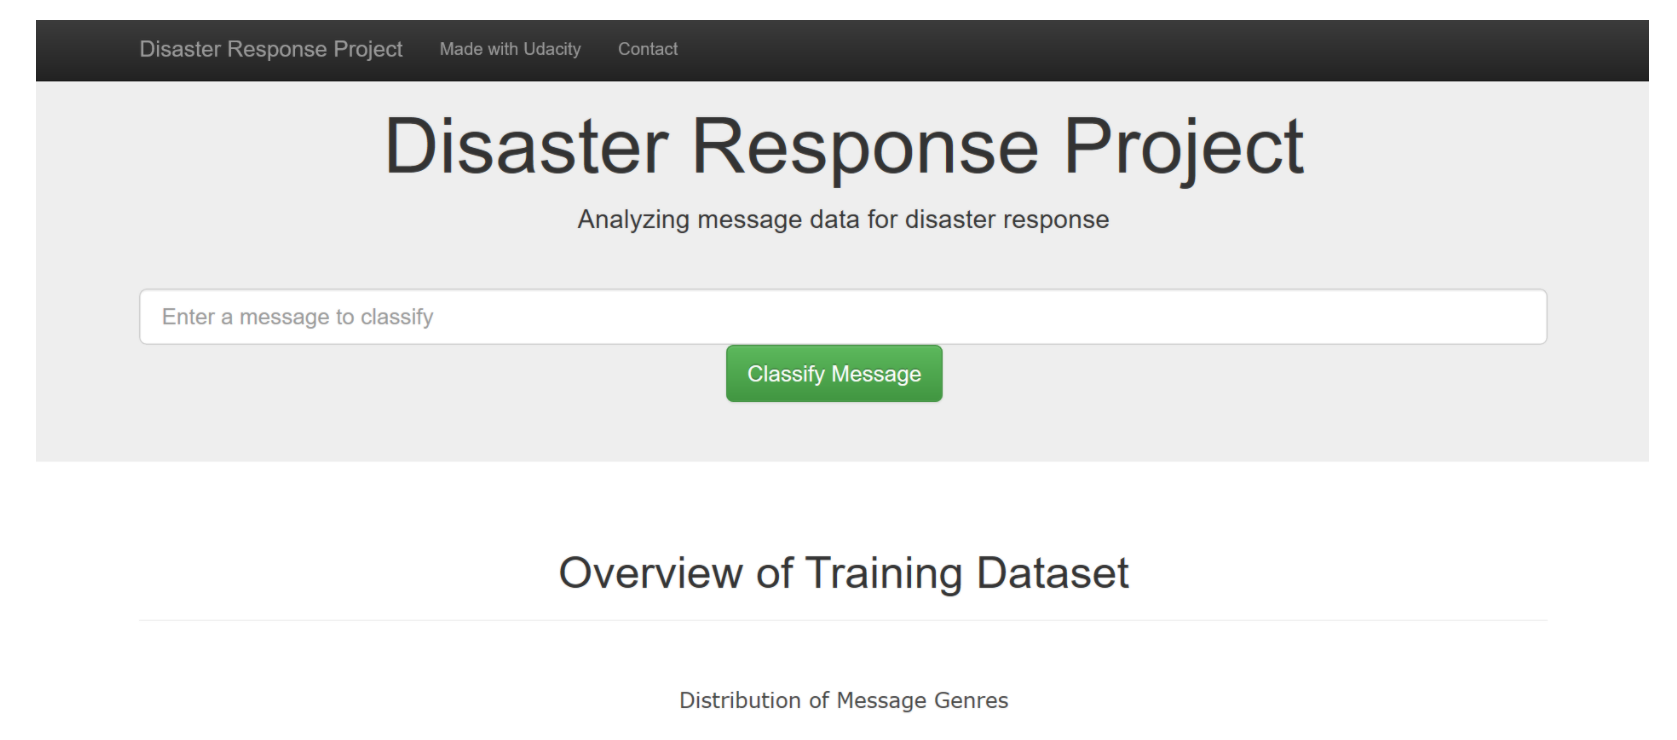 Disaster Response Project Made with Udacity Contact
Disaster Response Project
Analyzing message data for disaster response
Enter a message to classify
Classify Message
Overview of Training Dataset
Distribution of Message Genres